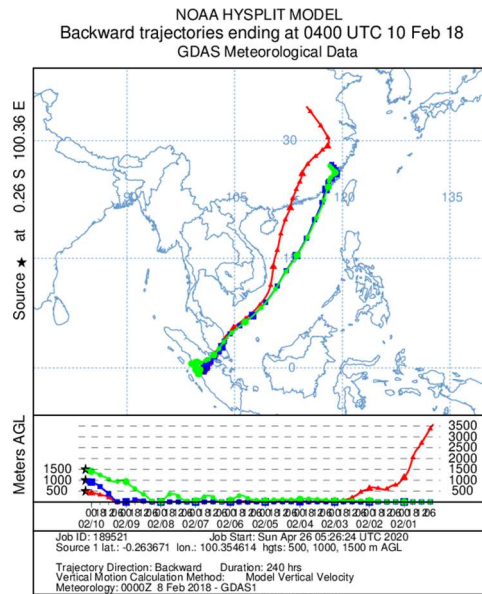 NOAA HYSPLIT MODEL
Backward trajectories ending at 0400 UTC 10 Feb 18
GDAS Meteorological Data
Source ★ at 0.26 S 100.36 E
30
90
105
120
135
0
Meters AGL
3500
3000
2500
2000
1500
1000
500
1500
1000
500
02/10 02/09 02/08 02/07 02/06 02/05 02/04 02/03 02/02 02/01
Job ID: 189521 Job Start: Sun Apr 26 05:26:24 UTC 2020
Source 1 lat.: -0.263671 lon.: 100.354614 hgts: 500, 1000, 1500 m AGL
Trajectory Direction: Backward Duration: 240 hrs
Vertical Motion Calculation Method: Model Vertical Velocity
Meteorology: 0000Z 8 Feb 2018 - GDAS1